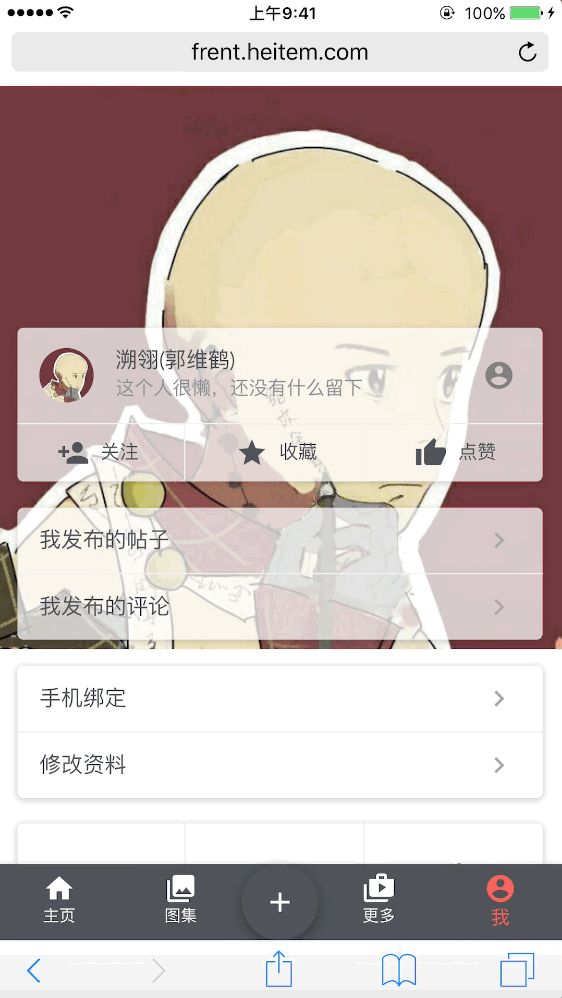 上午9:41
100%
frent.heitem.com
溯翎(郭维鹤)
这个人很懒，还没有什么留下
关注
收藏
点赞
我发布的帖子
我发布的评论
手机绑定
修改资料
主页
图集
更多
我